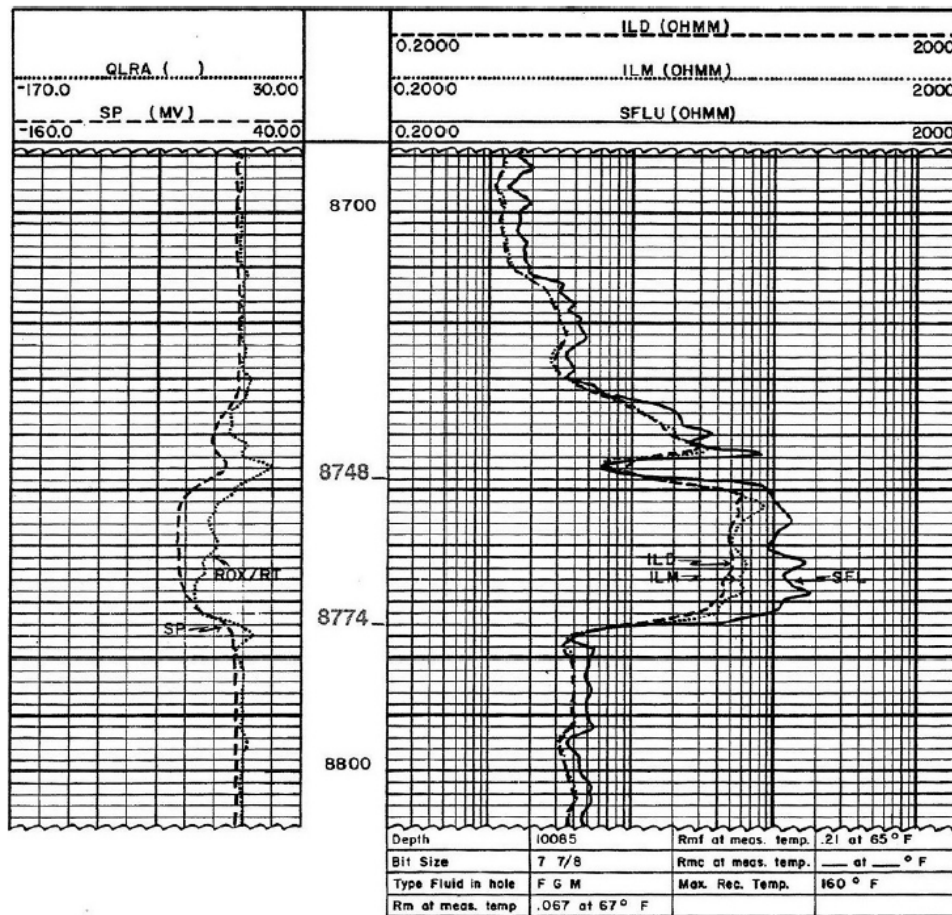 ILD (OHMM)
0.2000 2000
QLRA ( ) ILM (OHMM)
-170.0 30.00 0.2000 2000
SP (MV) SFLU (OHMM)
-160.0 40.00 0.2000 2000
8700
8748
ILD
ROX/RT ILM SFL
8774
SP
8800
Depth 10085 Rmf at meas. temp. .21 at 65° F
Bit Size 7 7/8 Rmc at meas. temp. ___ at ___ ° F
Type Fluid in hole F G M Max. Rec. Temp. 160 ° F
Rm at meas. temp .067 at 67° F